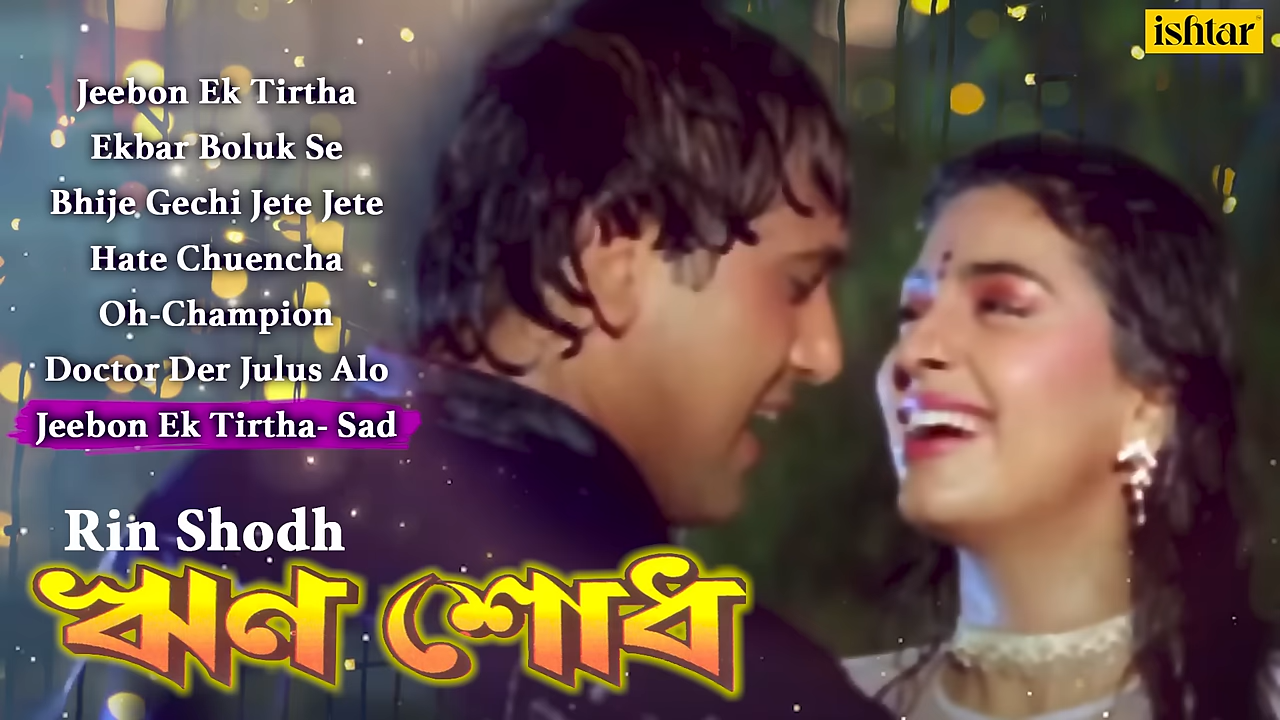 ishtar
Jeebon Ek Tirtha
Ekbar Boluk Se
Bhije Gechi Jete Jete
Hate Chuencha
Oh-Champion
Doctor Der Julus Alo
Jeebon Ek Tirtha- Sad
Rin Shodh
ঋন শোধ